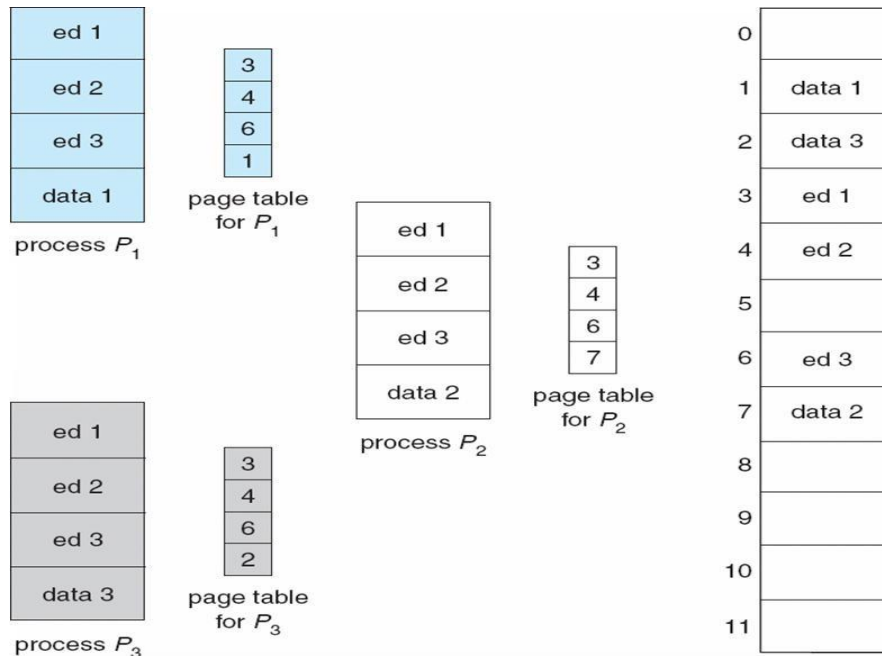 ed 1
ed 2
ed 3
data 1
process P1
3
4
6
1
page table
for P1
ed 1
ed 2
ed 3
data 2
process P2
3
4
6
7
page table
for P2
ed 1
ed 2
ed 3
data 3
process P3
3
4
6
2
page table
for P3
0
1 data 1
2 data 3
3 ed 1
4 ed 2
5
6 ed 3
7 data 2
8
9
10
11